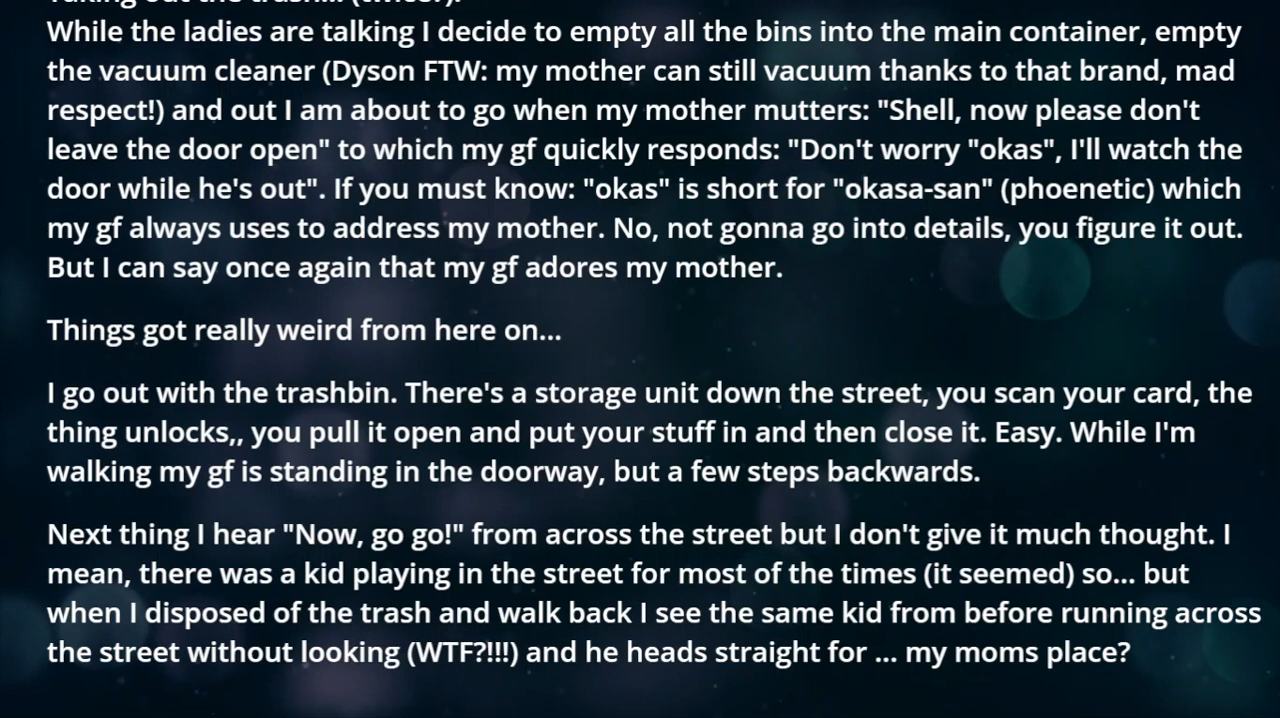 Taking out the trash... (twice?).
While the ladies are talking I decide to empty all the bins into the main container, empty
the vacuum cleaner (Dyson FTW: my mother can still vacuum thanks to that brand, mad
respect!) and out I am about to go when my mother mutters: "Shell, now please don't
leave the door open" to which my gf quickly responds: "Don't worry "okas", I'll watch the
door while he's out". If you must know: "okas" is short for "okasa-san" (phoenetic) which
my gf always uses to address my mother. No, not gonna go into details, you figure it out.
But I can say once again that my gf adores my mother.
Things got really weird from here on...
I go out with the trashbin. There's a storage unit down the street, you scan your card, the
thing unlocks,, you pull it open and put your stuff in and then close it. Easy. While I'm
walking my gf is standing in the doorway, but a few steps backwards.
Next thing I hear "Now, go go!" from across the street but I don't give it much thought. I
mean, there was a kid playing in the street for most of the times (it seemed) so... but
when I disposed of the trash and walk back I see the same kid from before running across
the street without looking (WTF?!!!) and he heads straight for ... my moms place?